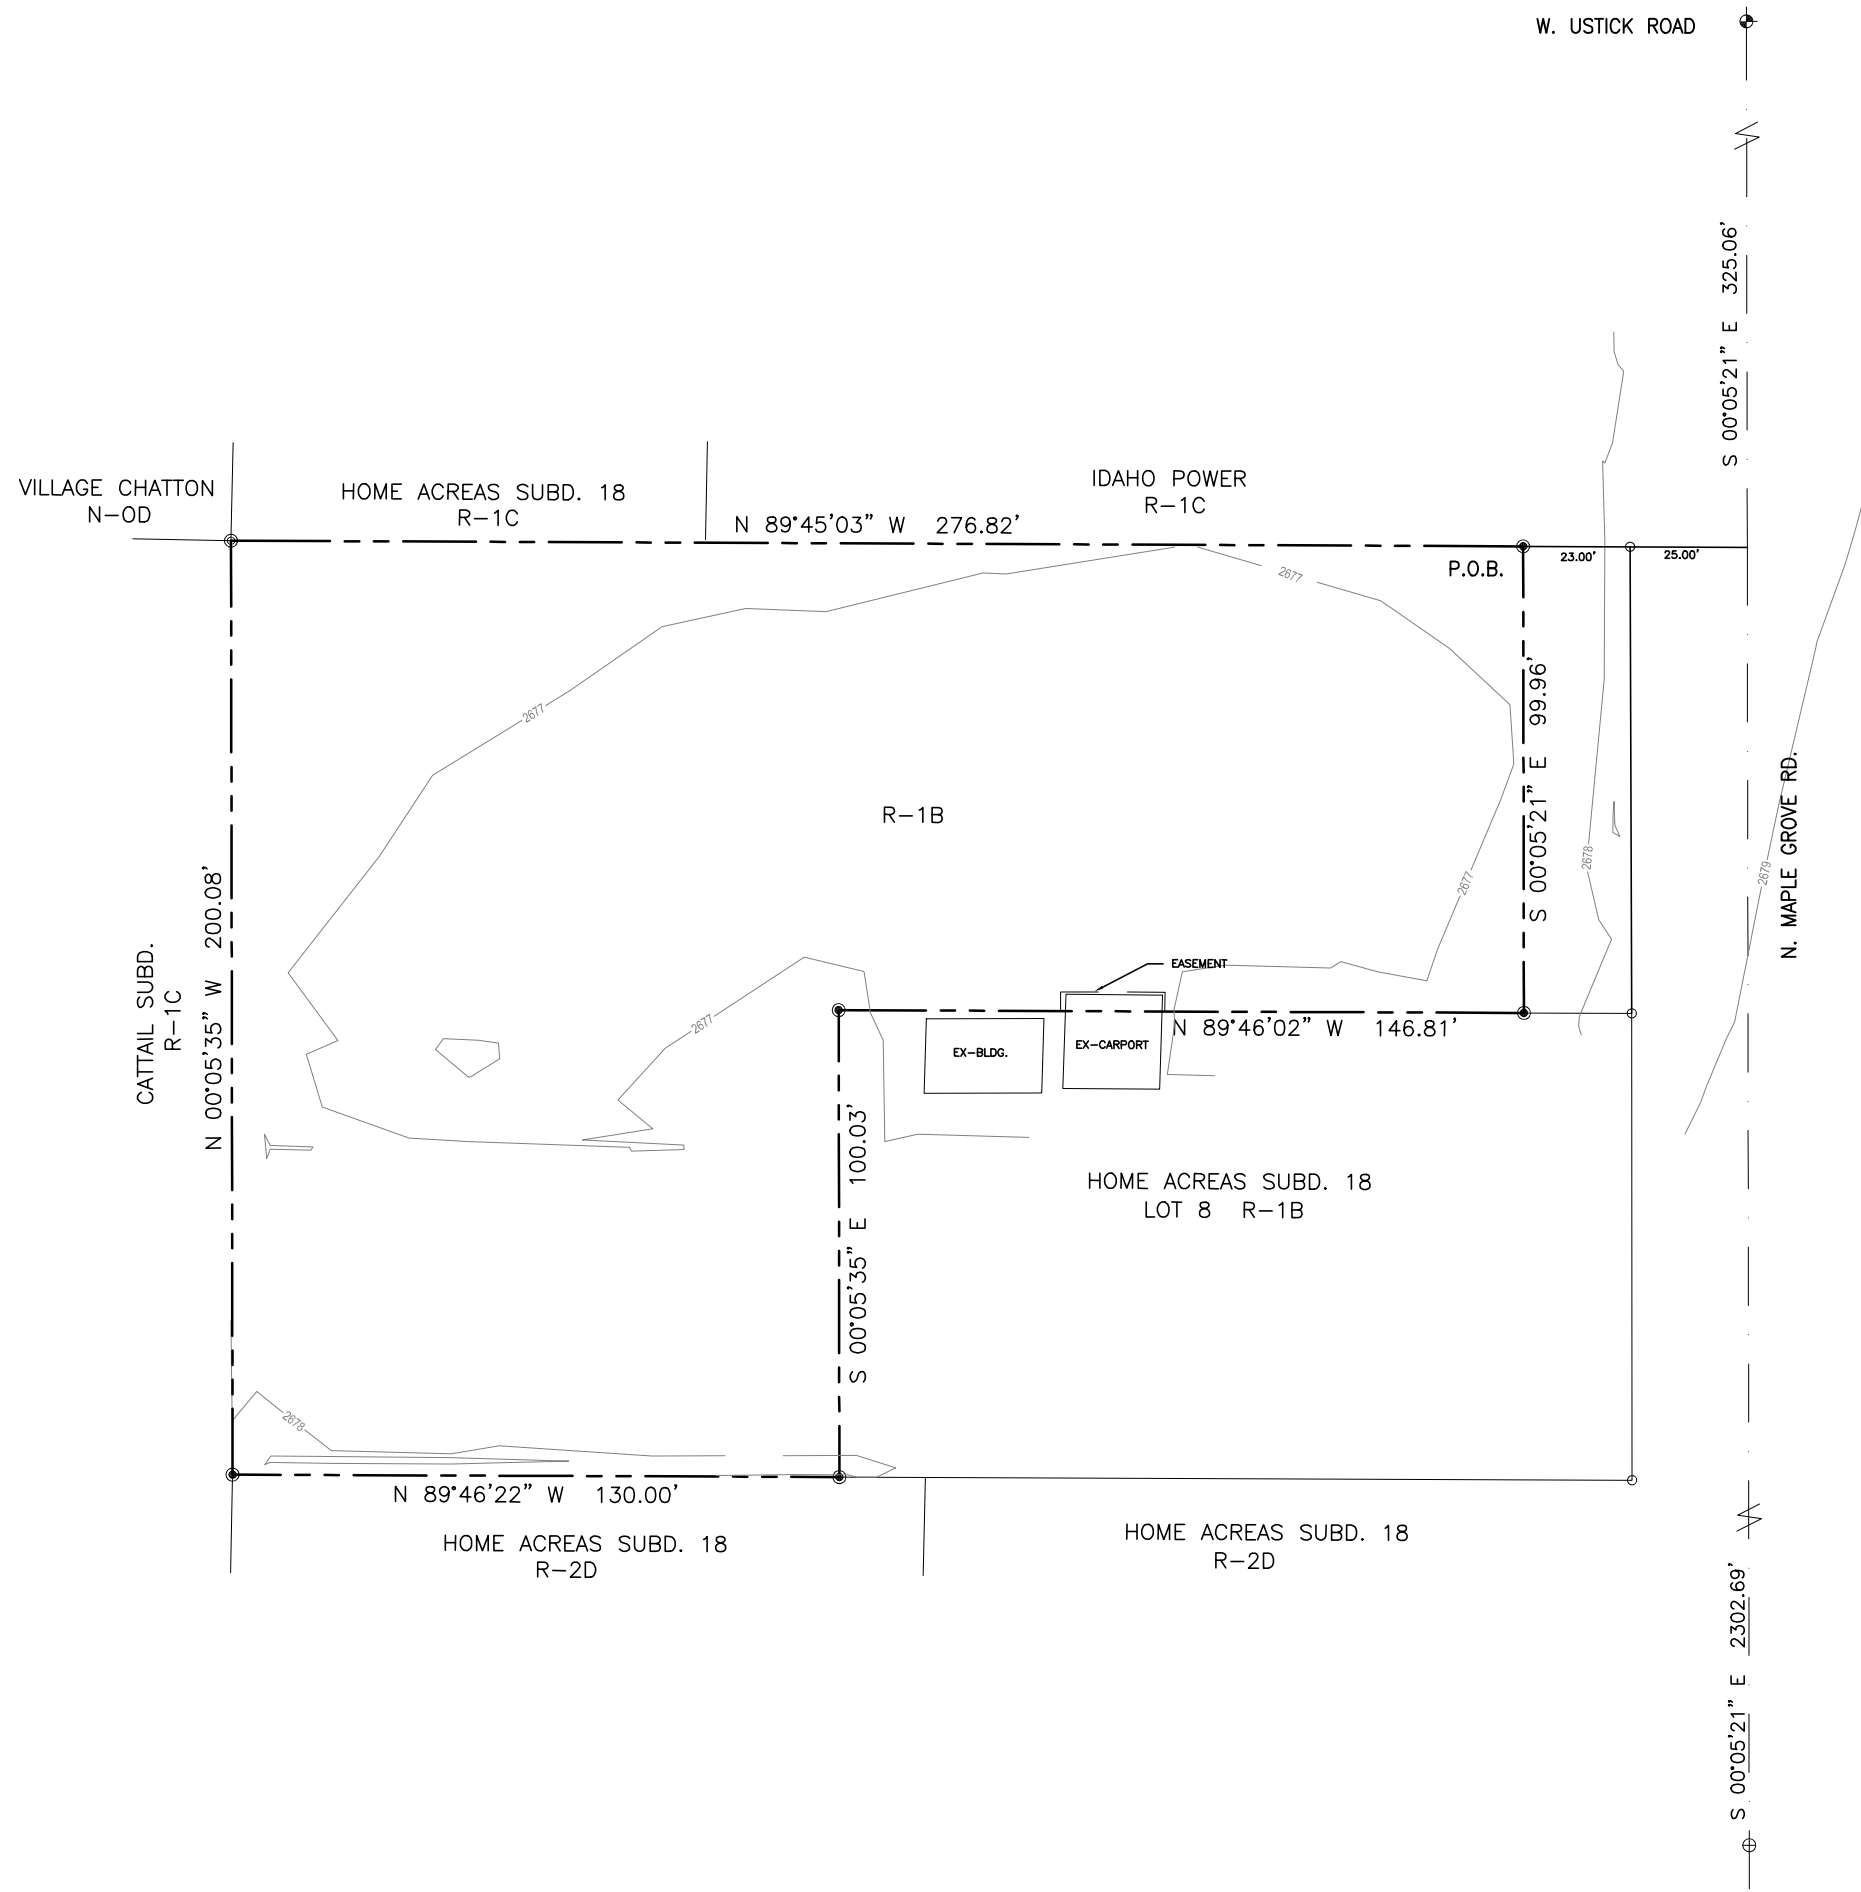 W. USTICK ROAD
S 00°05'21" E 325.06'
VILLAGE CHATTON
N-OD
HOME ACREAS SUBD. 18
R-1C
IDAHO POWER
R-1C
N 89°45'03" W 276.82'
P.O.B.
23.00'
25.00'
2677
2677
S 00°05'21" E 99.96'
R-1B
2677
2678
2679
N. MAPLE GROVE RD.
CATTAIL SUBD.
R-1C
N 00°05'35" W 200.08'
EASEMENT
2677
N 89°46'02" W 146.81'
EX-BLDG.
EX-CARPORT
S 00°05'35" E 100.03'
HOME ACREAS SUBD. 18
LOT 8 R-1B
2678
N 89°46'22" W 130.00'
HOME ACREAS SUBD. 18
R-2D
HOME ACREAS SUBD. 18
R-2D
S 00°05'21" E 2302.69'